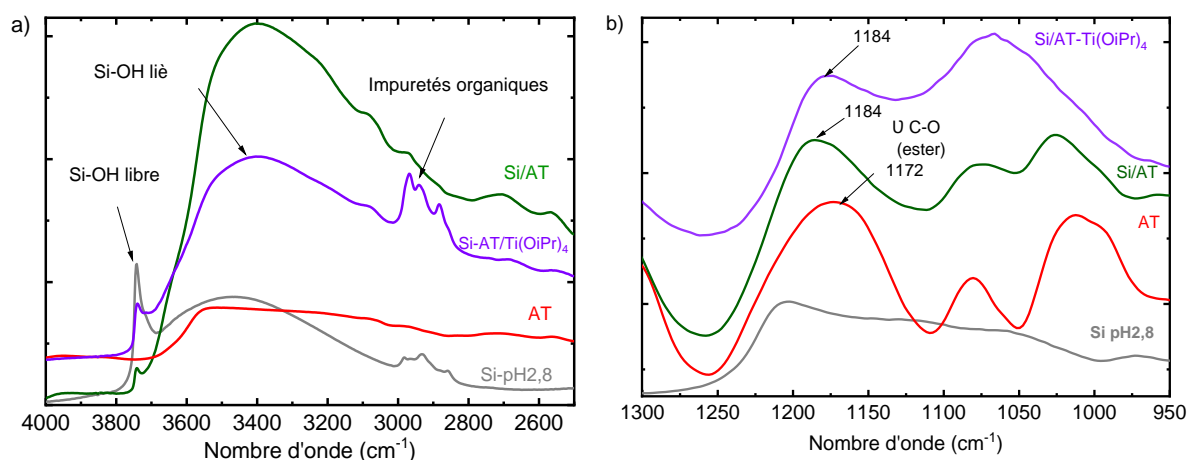 a)
Si-OH liè
Impuretés organiques
Si-OH libre
Si/AT
Si-AT/Ti(OiPr)4
AT
Si-pH2,8
4000 3800 3600 3400 3200 3000 2800 2600
Nombre d'onde (cm-1)
b)
Si/AT-Ti(OiPr)4
1184
1184
υ C-O
(ester)
1172
Si/AT
AT
Si pH2,8
1300 1250 1200 1150 1100 1050 1000 950
Nombre d'onde (cm-1)